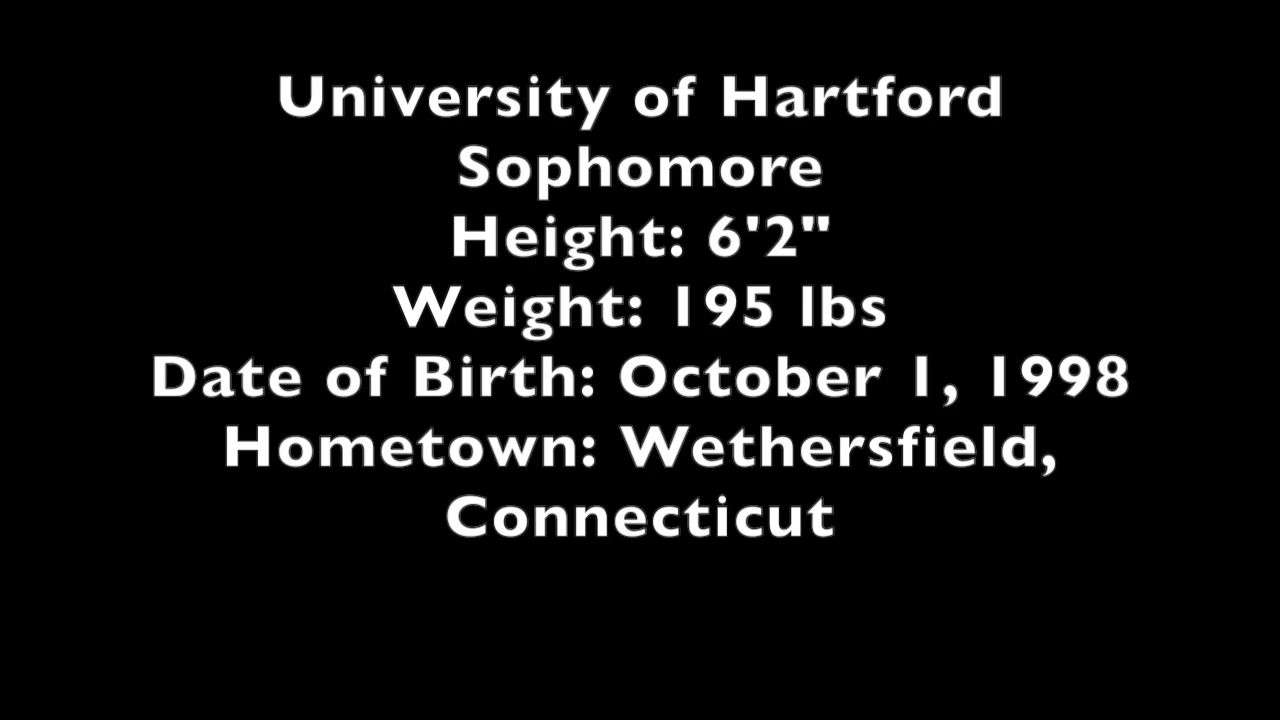 University of Hartford
Sophomore
Height: 6'2"
Weight: 195 lbs
Date of Birth: October 1, 1998
Hometown: Wethersfield,
Connecticut